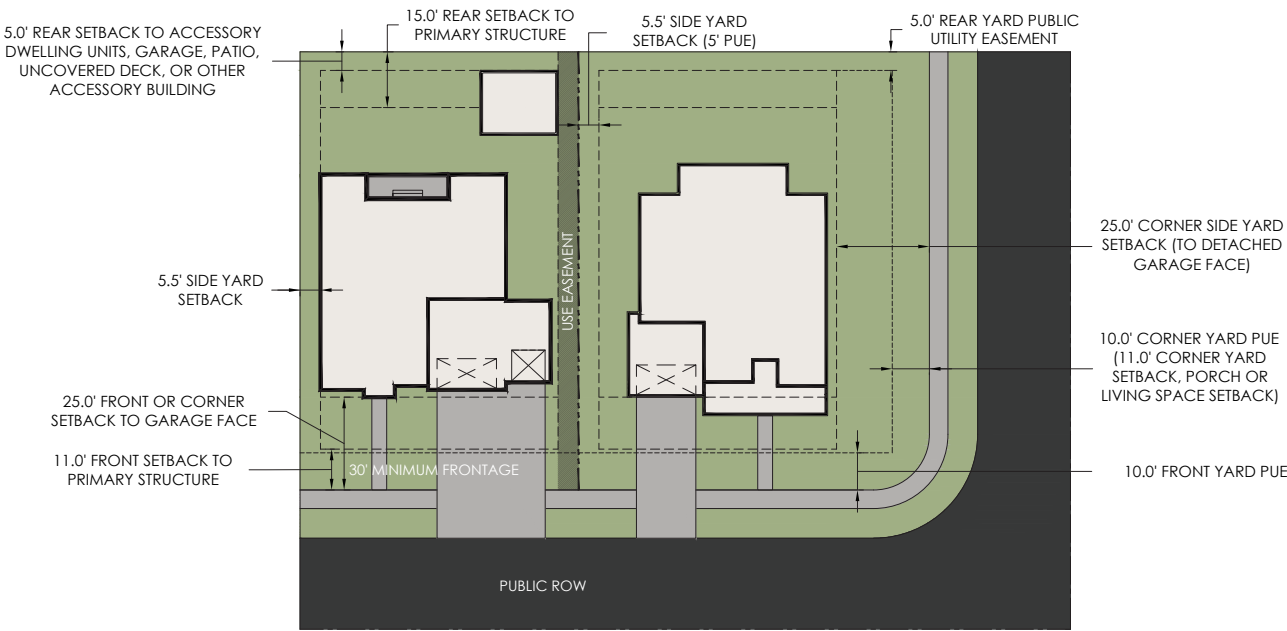 5.0' REAR SETBACK TO ACCESSORY
DWELLING UNITS, GARAGE, PATIO,
UNCOVERED DECK, OR OTHER
ACCESSORY BUILDING
15.0' REAR SETBACK TO
PRIMARY STRUCTURE
5.5' SIDE YARD
SETBACK (5' PUE)
5.0' REAR YARD PUBLIC
UTILITY EASEMENT
25.0' CORNER SIDE YARD
SETBACK (TO DETACHED
GARAGE FACE)
5.5' SIDE YARD
SETBACK
USE EASEMENT
10.0' CORNER YARD PUE
(11.0' CORNER YARD
SETBACK, PORCH OR
LIVING SPACE SETBACK)
25.0' FRONT OR CORNER
SETBACK TO GARAGE FACE
11.0' FRONT SETBACK TO
PRIMARY STRUCTURE
30' MINIMUM FRONTAGE
10.0' FRONT YARD PUE
PUBLIC ROW